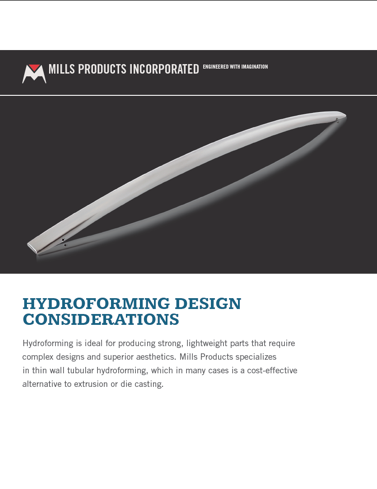 MILLS PRODUCTS INCORPORATED ENGINEERED WITH IMAGINATION
HYDROFORMING DESIGN
CONSIDERATIONS
Hydroforming is ideal for producing strong, lightweight parts that require
complex designs and superior aesthetics. Mills Products specializes
in thin wall tubular hydroforming, which in many cases is a cost-effective
alternative to extrusion or die casting.